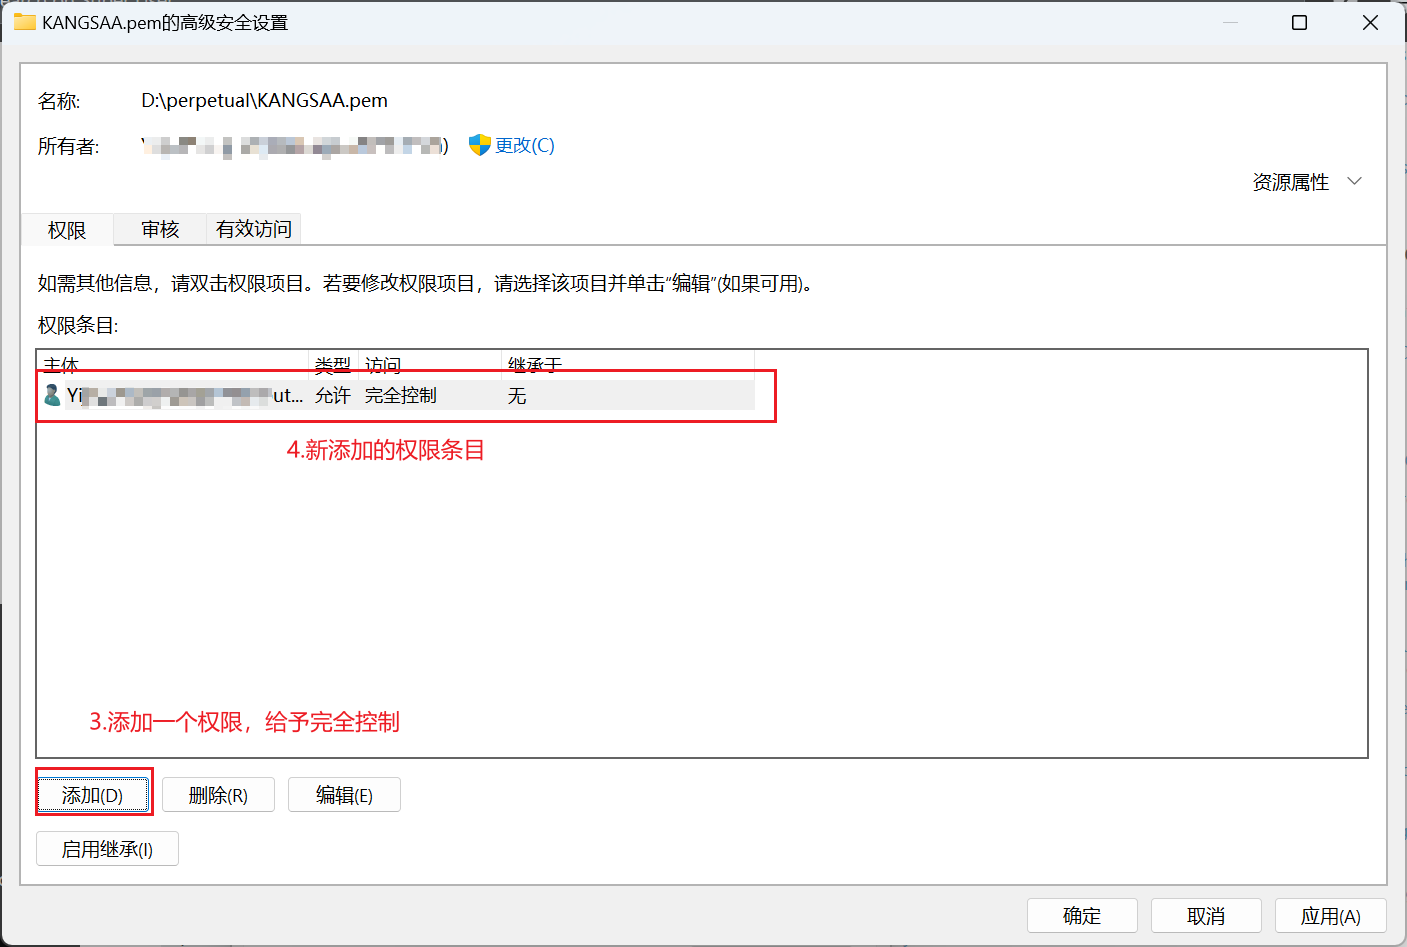 KANGSAA.pem的高级安全设置
名称: D:\perpetual\KANGSAA.pem
所有者: ) 更改(C)
资源属性
权限 审核 有效访问
如需其他信息，请双击权限项目。若要修改权限项目，请选择该项目并单击“编辑”(如果可用)。
权限条目:
主体 类型 访问 继承于
Yi ut... 允许 完全控制 无
4.新添加的权限条目
3.添加一个权限，给予完全控制
添加(D) 删除(R) 编辑(E)
启用继承(I)
确定 取消 应用(A)